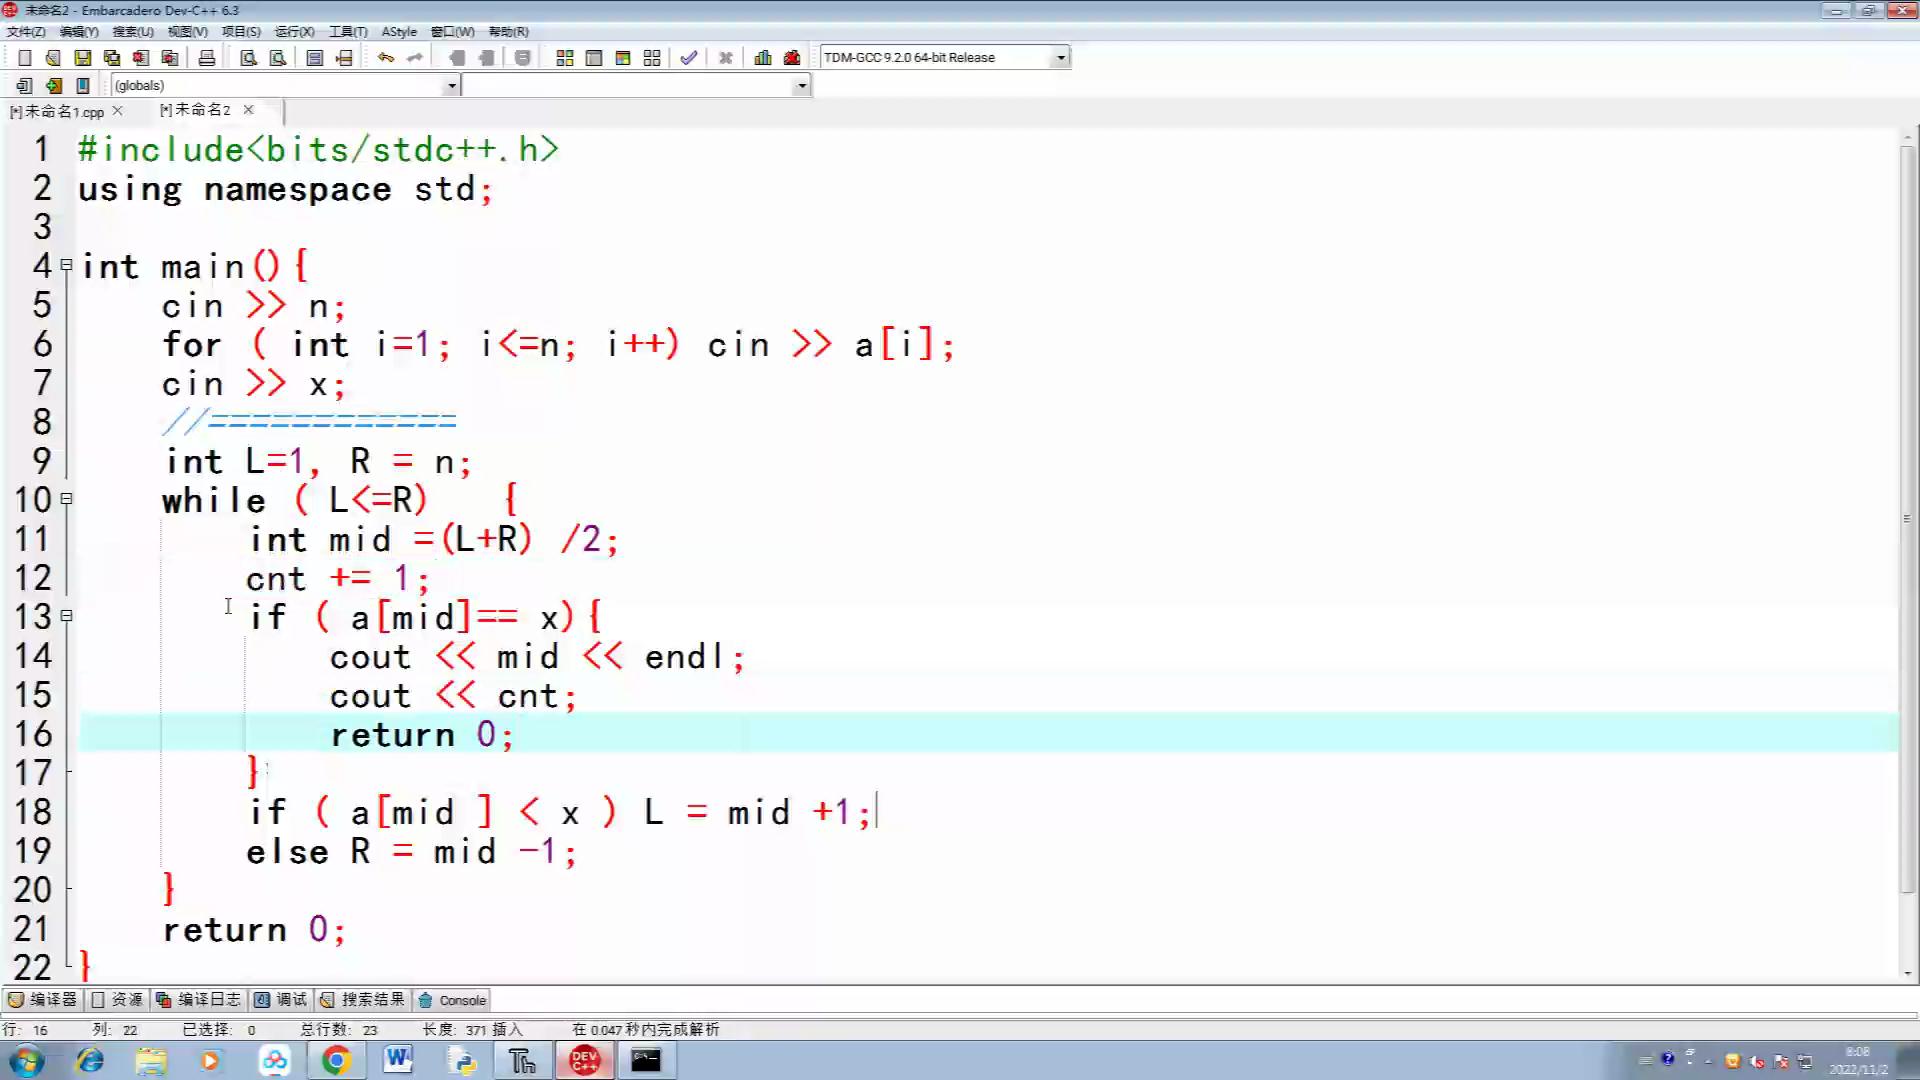 未命名2 - Embarcadero Dev-C++ 6.3
文件(Z) 编辑(Y) 搜索(U) 视图(V) 项目(S) 运行(X) 工具(T) AStyle 窗口(W) 帮助(R)
TDM-GCC 9.2.0 64-bit Release
(globals)
[*]未命名1.cpp [*]未命名2
1 #include<bits/stdc++.h>
2 using namespace std;
3
4 int main(){
5 cin >> n;
6 for ( int i=1; i<=n; i++) cin >> a[i];
7 cin >> x;
8 //============
9 int L=1, R = n;
10 while ( L<=R) {
11 int mid =(L+R) /2;
12 cnt += 1;
13 if ( a[mid]== x){
14 cout << mid << endl;
15 cout << cnt;
16 return 0;
17 }
18 if ( a[mid ] < x ) L = mid +1;
19 else R = mid -1;
20 }
21 return 0;
22 }
编译器 资源 编译日志 调试 搜索结果 Console
行: 16 列: 22 已选择: 0 总行数: 23 长度: 371 插入 在 0.047 秒内完成解析
W Th DEV C++
8:08
2022/11/2